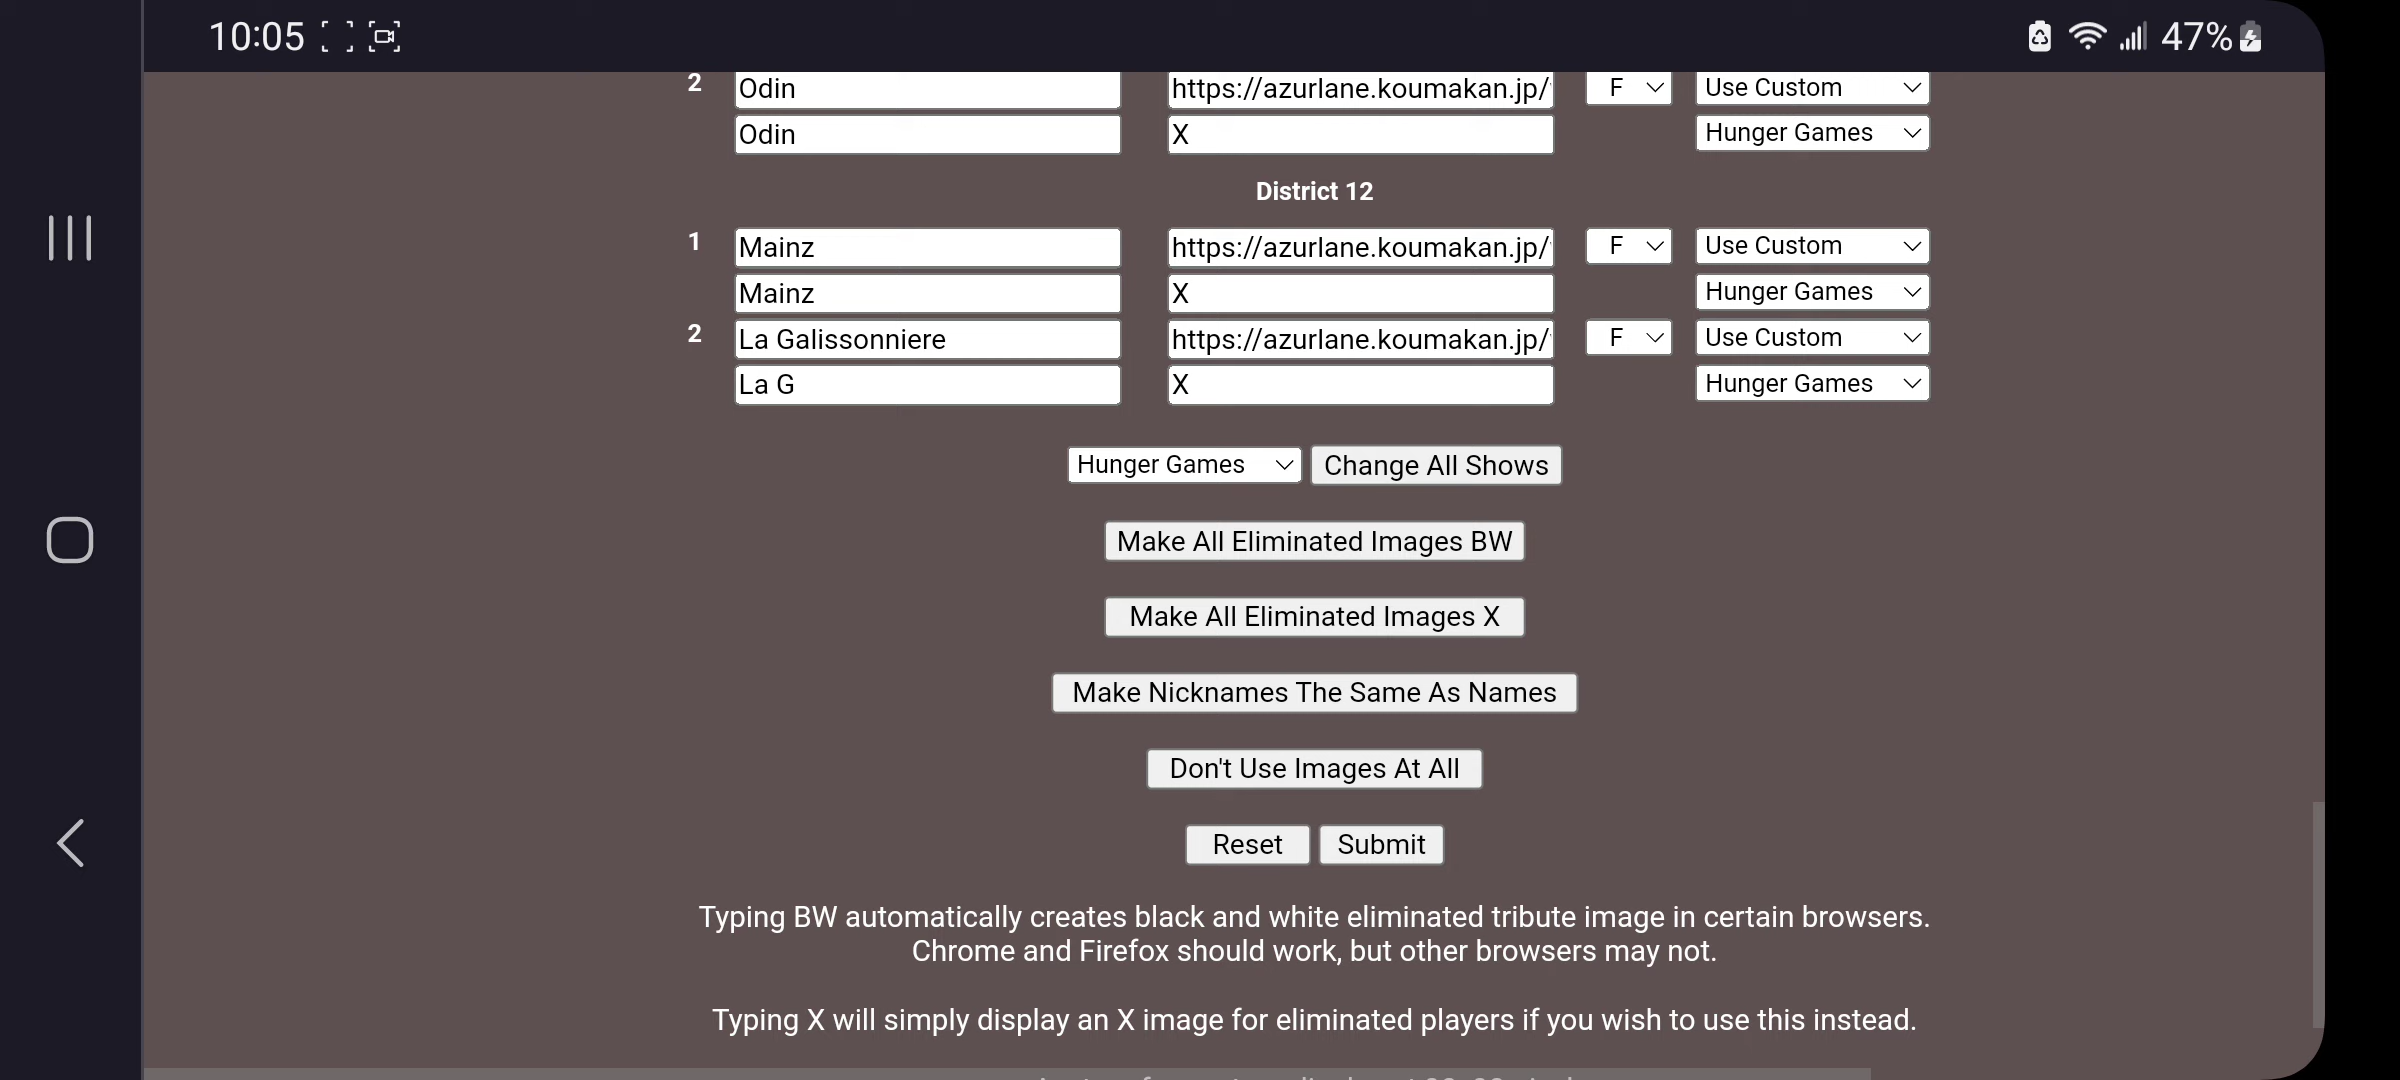 10:05 47%
2 Odin https://azurlane.koumakan.jp/ F Use Custom
Odin X Hunger Games
District 12
1 Mainz https://azurlane.koumakan.jp/ F Use Custom
Mainz X Hunger Games
2 La Galissonniere https://azurlane.koumakan.jp/ F Use Custom
La G X Hunger Games
Hunger Games Change All Shows
Make All Eliminated Images BW
Make All Eliminated Images X
Make Nicknames The Same As Names
Don't Use Images At All
Reset Submit
Typing BW automatically creates black and white eliminated tribute image in certain browsers.
Chrome and Firefox should work, but other browsers may not.
Typing X will simply display an X image for eliminated players if you wish to use this instead.